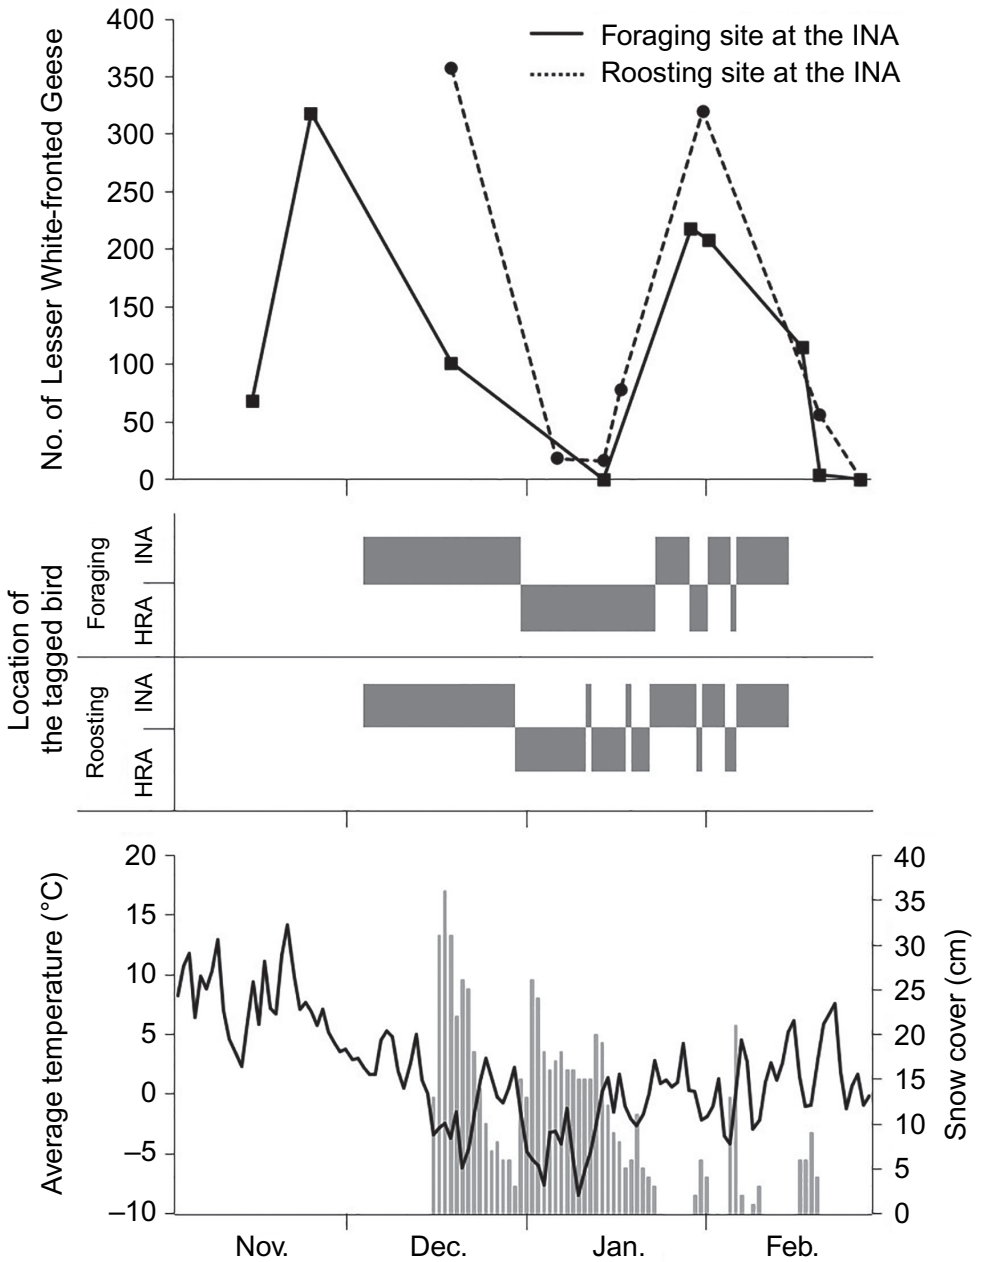 400
350
300
250
200
150
100
50
0
No. of Lesser White-fronted Geese
Foraging site at the INA
Roosting site at the INA
Location of
the tagged bird
Foraging
INA
HRA
Roosting
INA
HRA
20
15
10
5
0
–5
–10
Average temperature (°C)
40
35
30
25
20
15
10
5
0
Snow cover (cm)
Nov. Dec. Jan. Feb.